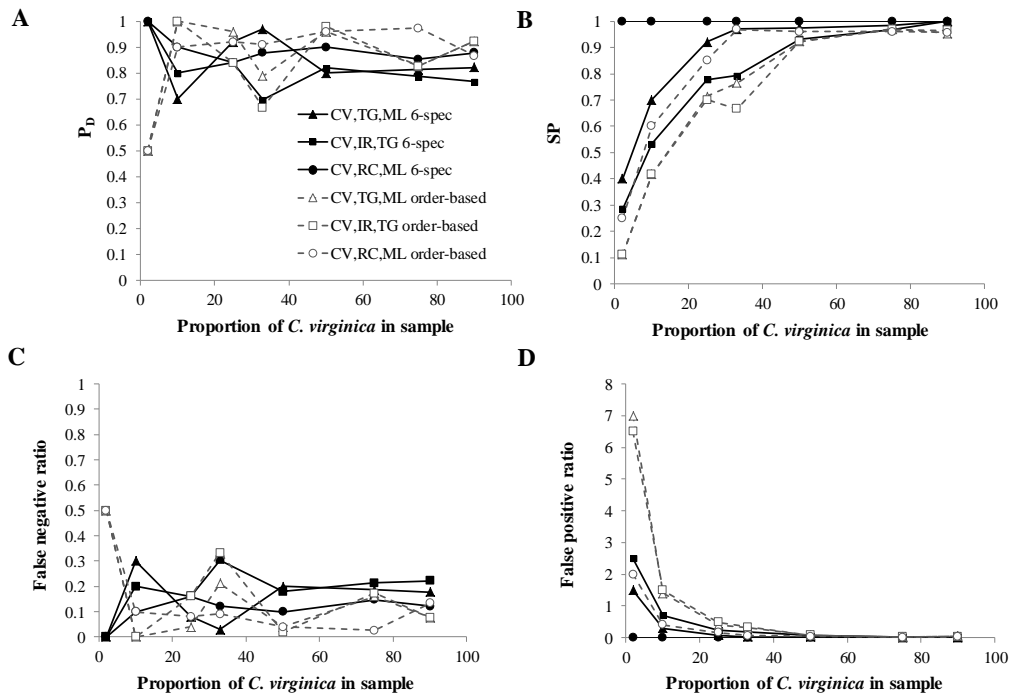 A
P_D
1
0.9
0.8
0.7
0.6
0.5
0.4
0.3
0.2
0.1
0
CV,TG,ML 6-spec
CV,IR,TG 6-spec
CV,RC,ML 6-spec
CV,TG,ML order-based
CV,IR,TG order-based
CV,RC,ML order-based
0 20 40 60 80 100
Proportion of C. virginica in sample
B
SP
1
0.9
0.8
0.7
0.6
0.5
0.4
0.3
0.2
0.1
0
0 20 40 60 80 100
Proportion of C. virginica in sample
C
False negative ratio
1
0.9
0.8
0.7
0.6
0.5
0.4
0.3
0.2
0.1
0
0 20 40 60 80 100
Proportion of C. virginica in sample
D
False positive ratio
8
7
6
5
4
3
2
1
0
0 20 40 60 80 100
Proportion of C. virginica in sample